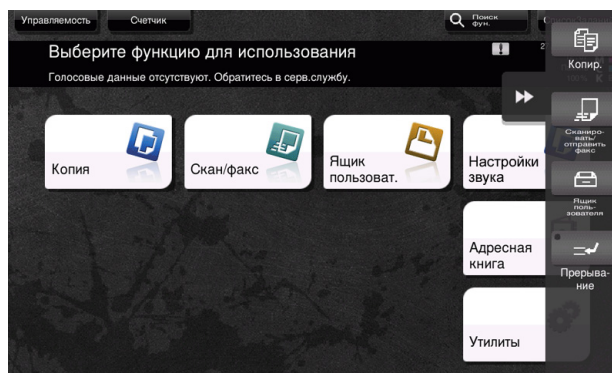 Управляемость
Счетчик
Поиск
фун.
Выберите функцию для использования
Голосовые данные отсутствуют. Обратитесь в серв.службу.
Копир.
Сканиро-
вать/
отправить
факс
Ящик
поль-
зователя
Прерыва-
ние
Копия
Скан/факс
Ящик
пользоват.
Настройки
звука
Адресная
книга
Утилиты